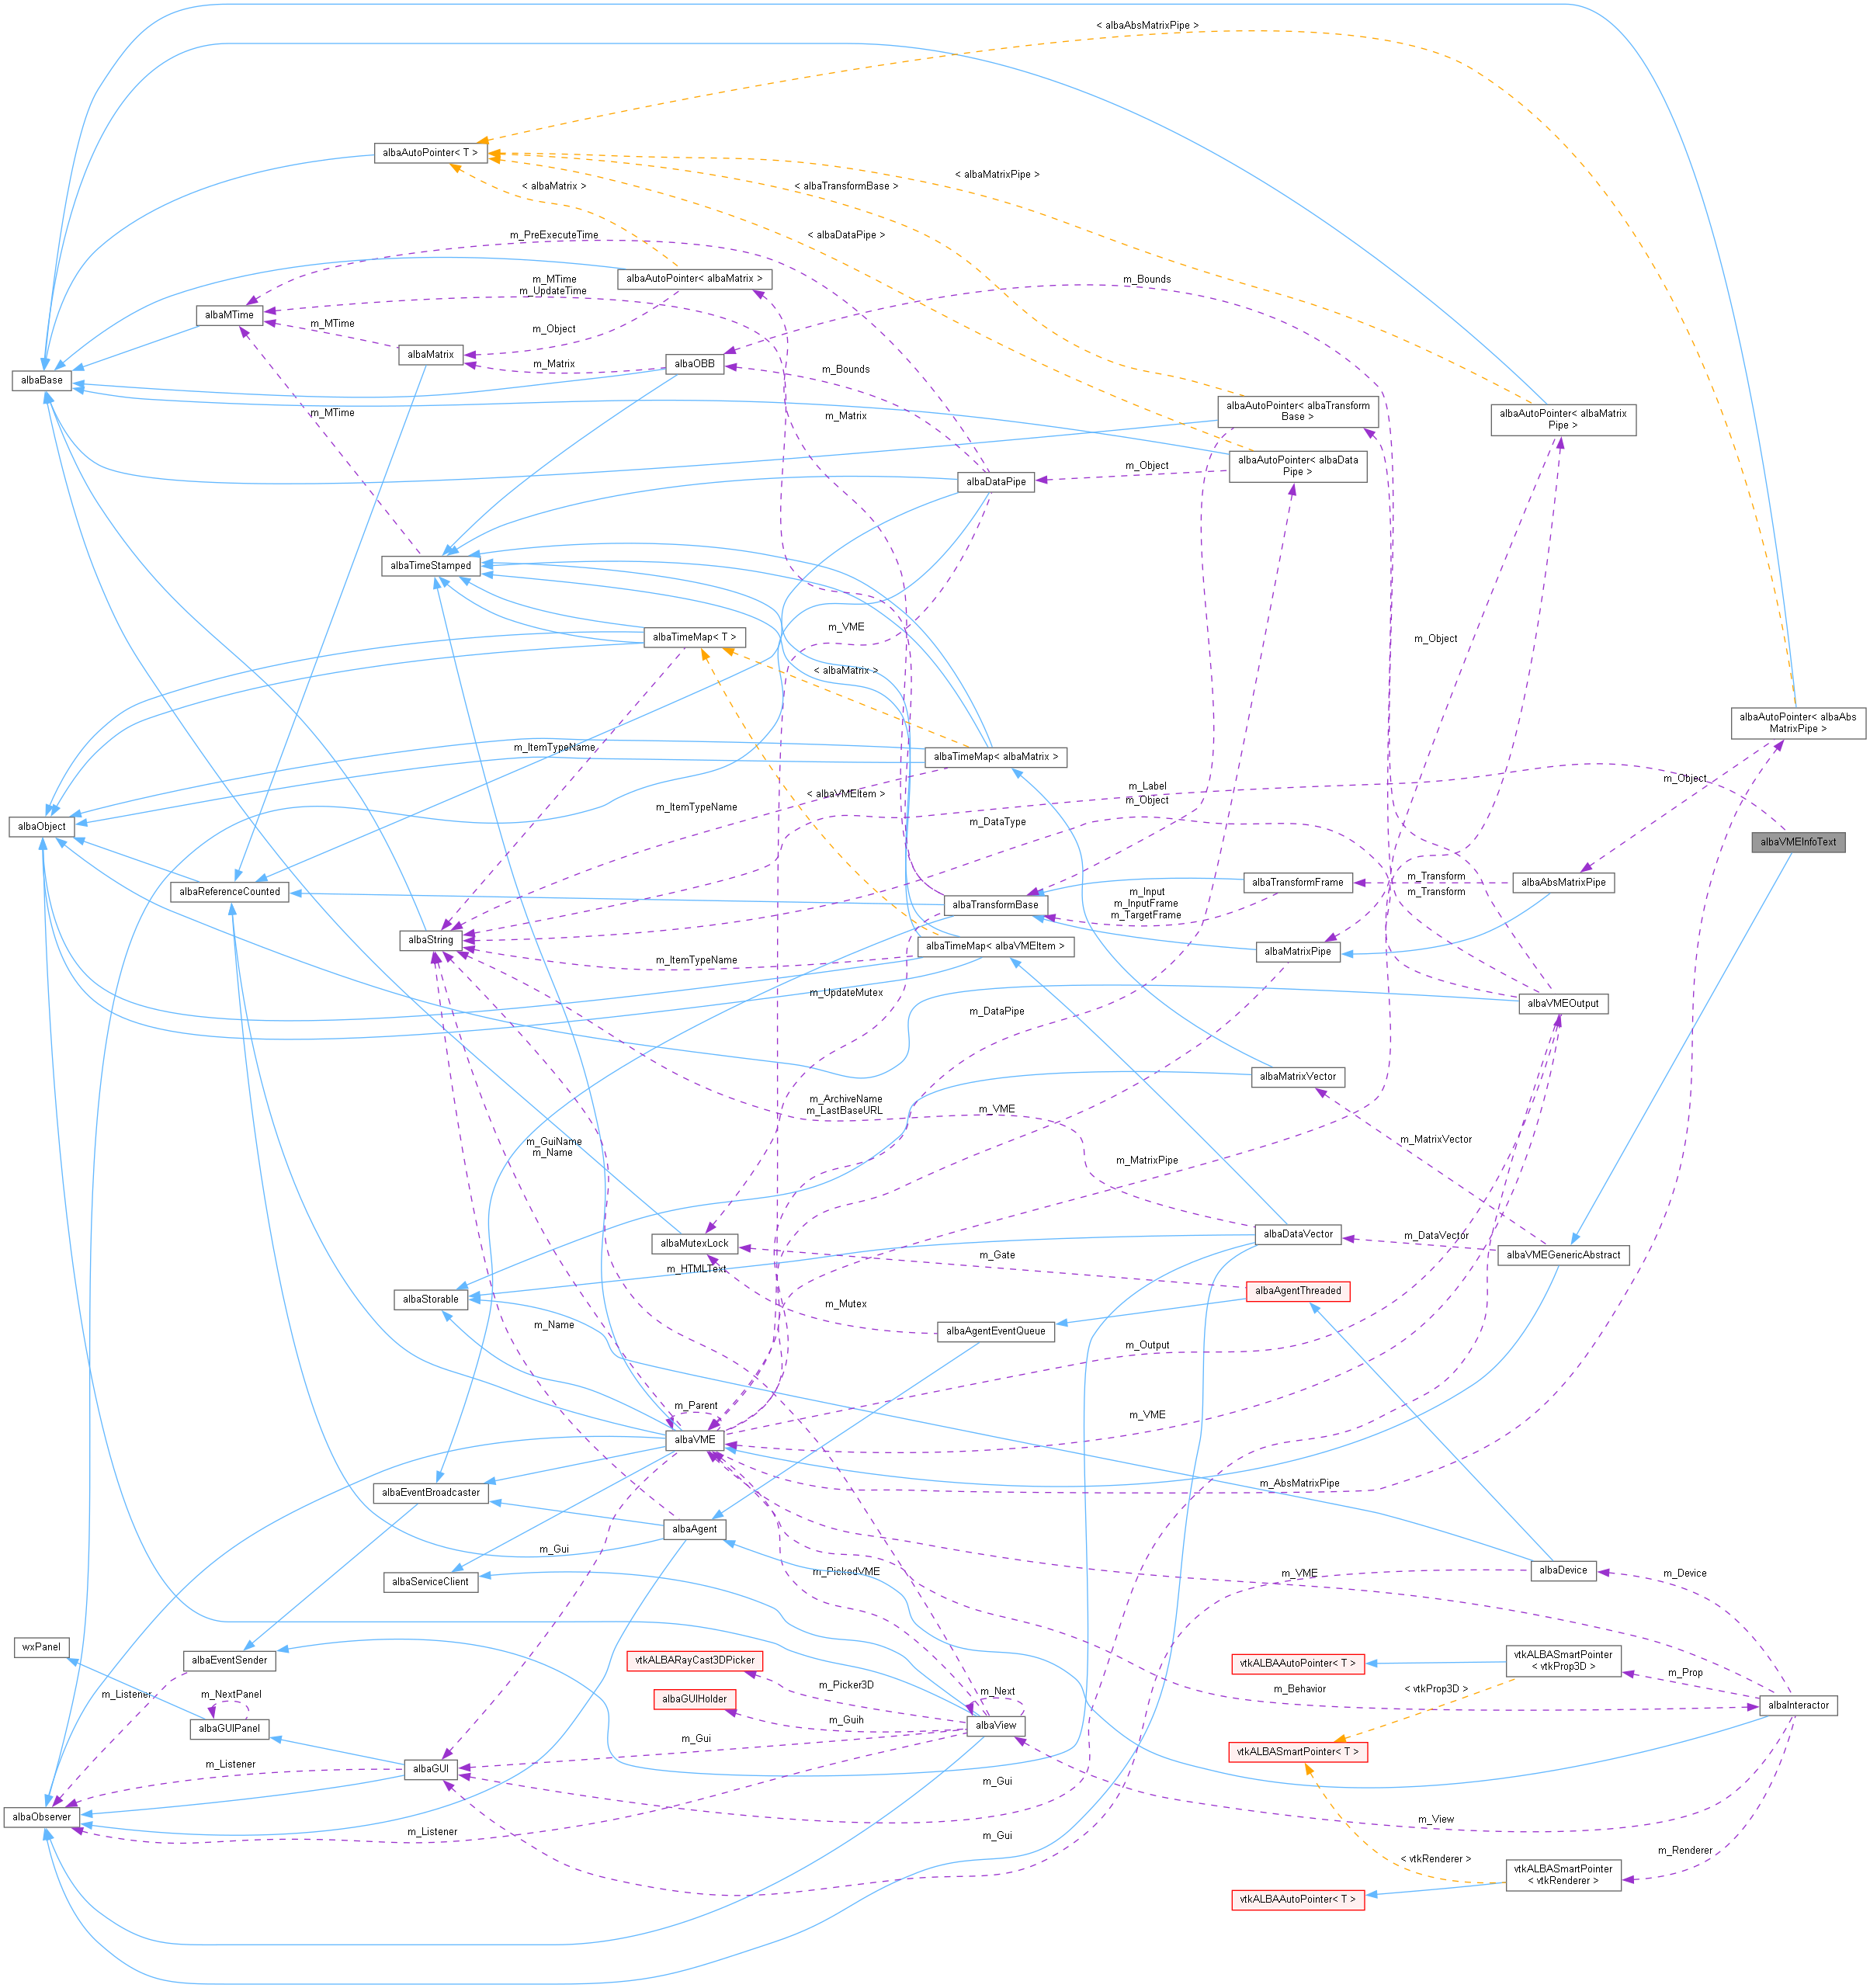 < albaAbsMatrixPipe >
albaAutoPointer< T >
< albaMatrix >
< albaTransformBase >
< albaMatrixPipe >
m_PreExecuteTime
< albaDataPipe >
albaAutoPointer< albaMatrix >
m_MTime
m_UpdateTime
m_Bounds
albaMTime
m_MTime
m_Object
albaMatrix
m_Matrix
albaOBB
m_Bounds
albaBase
m_MTime
m_Matrix
albaAutoPointer< albaTransform
Base >
albaAutoPointer< albaMatrix
Pipe >
albaAutoPointer< albaData
Pipe >
m_Object
albaDataPipe
albaTimeStamped
albaTimeMap< T >
m_VME
m_Object
< albaMatrix >
albaAutoPointer< albaAbs
MatrixPipe >
m_ItemTypeName
albaTimeMap< albaMatrix >
m_Object
m_Label
m_Object
< albaVMEItem >
m_ItemTypeName
m_DataType
albaObject
albaVMEInfoText
albaReferenceCounted
albaTransformBase
m_Input
m_InputFrame
m_TargetFrame
albaTransformFrame
m_Transform
m_Transform
albaAbsMatrixPipe
albaString
albaTimeMap< albaVMEItem >
albaMatrixPipe
m_ItemTypeName
m_UpdateMutex
albaVMEOutput
m_DataPipe
albaMatrixVector
m_ArchiveName
m_LastBaseURL
m_VME
m_GuiName
m_Name
m_MatrixVector
m_MatrixPipe
albaMutexLock
albaDataVector
m_DataVector
albaVMEGenericAbstract
m_HTMLText
m_Gate
albaStorable
albaAgentThreaded
m_Mutex
albaAgentEventQueue
m_Name
m_Output
m_Parent
albaVME
m_VME
m_AbsMatrixPipe
albaEventBroadcaster
albaAgent
m_Gui
albaServiceClient
m_PickedVME
m_VME
albaDevice
m_Device
wxPanel
albaEventSender
vtkALBARayCast3DPicker
vtkALBAAutoPointer< T >
vtkALBASmartPointer
< vtkProp3D >
m_Prop
m_Listener
m_NextPanel
m_Picker3D
m_Next
m_Behavior
< vtkProp3D >
albaGUIHolder
m_Guih
albaView
albaInteractor
albaGUIPanel
m_Gui
vtkALBASmartPointer< T >
m_Listener
albaGUI
m_Gui
albaObserver
m_Listener
m_Gui
m_View
m_Renderer
< vtkRenderer >
vtkALBASmartPointer
< vtkRenderer >
vtkALBAAutoPointer< T >